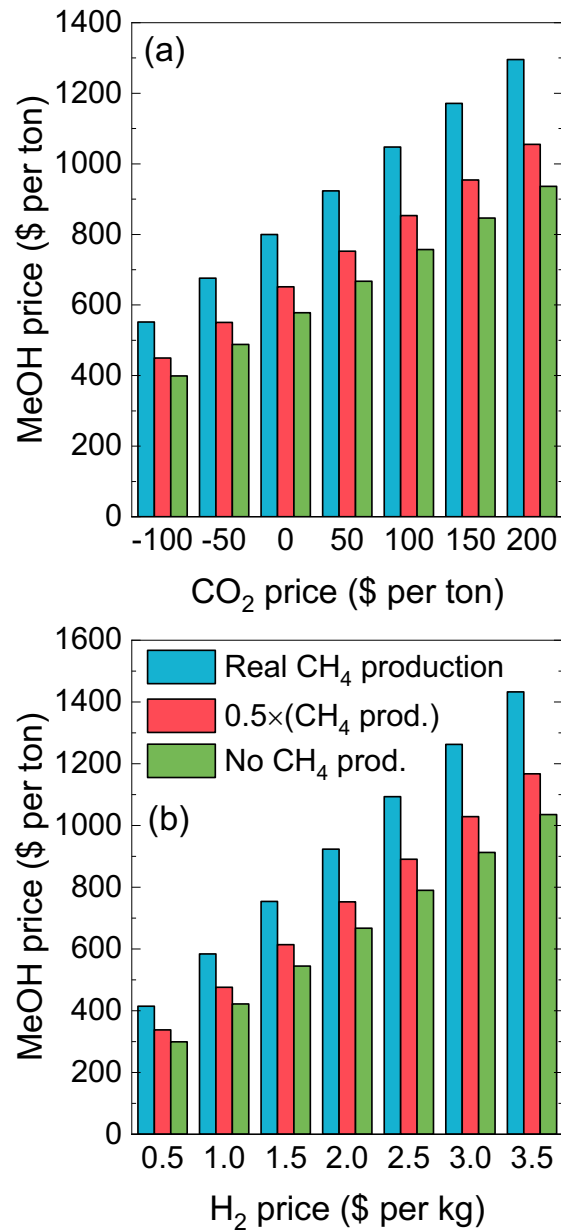 (a)
1400
1200
1000
800
600
400
200
0
MeOH price ($ per ton)
-100 -50 0 50 100 150 200
CO₂ price ($ per ton)
1600
1400
1200
1000
800
600
400
200
0
MeOH price ($ per ton)
Real CH₄ production
0.5×(CH₄ prod.)
No CH₄ prod.
(b)
0.5 1.0 1.5 2.0 2.5 3.0 3.5
H₂ price ($ per kg)